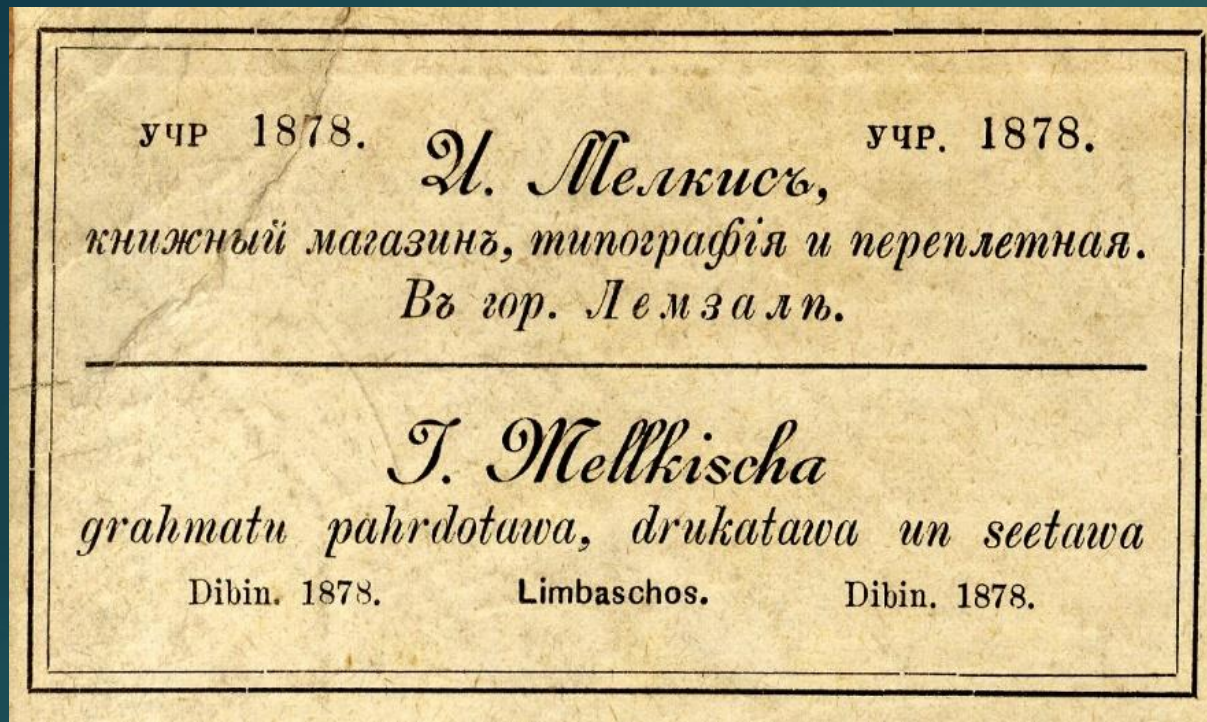 учр 1878. учр. 1878.
И. Мелкисъ,
книжный магазинъ, типографія и переплетная.
Въ гор. Лемзалѣ.
J. Mellkischa
grahmatu pahrdotawa, drukatawa un seetawa
Dibin. 1878. Limbaschos. Dibin. 1878.